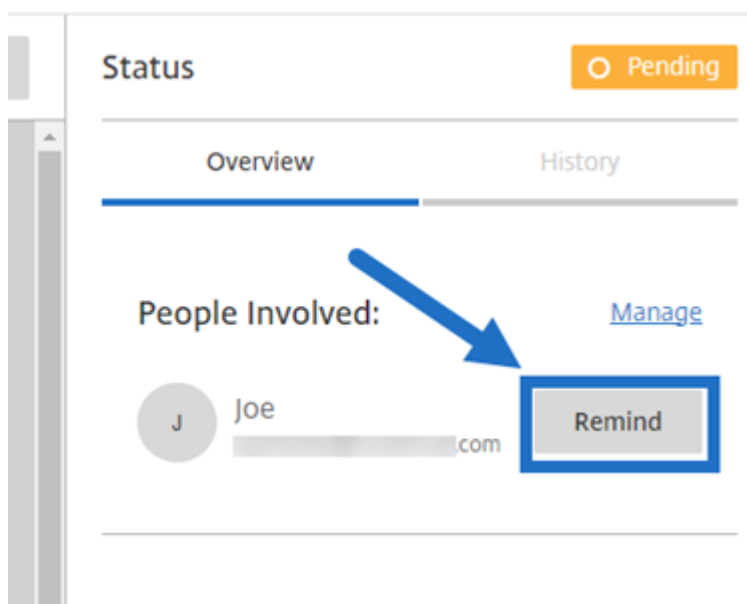 Status
Pending
Overview
History
People Involved:
Manage
J
Joe
.com
Remind